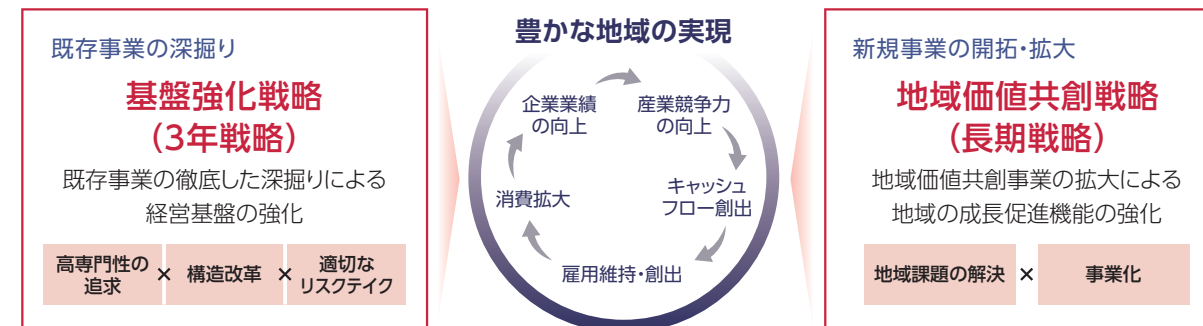 既存事業の深掘り
基盤強化戦略
(3年戦略)
既存事業の徹底した深掘りによる
経営基盤の強化
高専門性の
追求
×
構造改革
×
適切な
リスクテイク
豊かな地域の実現
企業業績
の向上
産業競争力
の向上
キャッシュ
フロー創出
雇用維持・創出
消費拡大
新規事業の開拓・拡大
地域価値共創戦略
(長期戦略)
地域価値共創事業の拡大による
地域の成長促進機能の強化
地域課題の解決
×
事業化